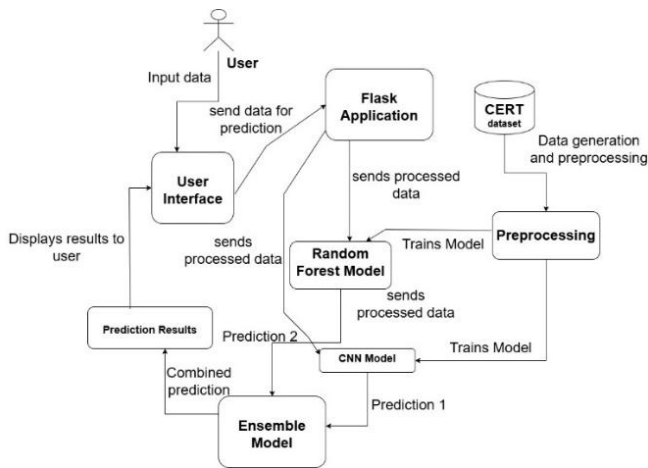 User
Input data
send data for
prediction
Flask
Application
CERT
dataset
Data generation
and preprocessing
User
Interface
sends processed
data
Displays results to
user
sends
processed data
Random
Forest Model
Trains Model
Preprocessing
sends
processed data
Prediction Results
Prediction 2
CNN Model
Trains Model
Combined
prediction
Prediction 1
Ensemble
Model